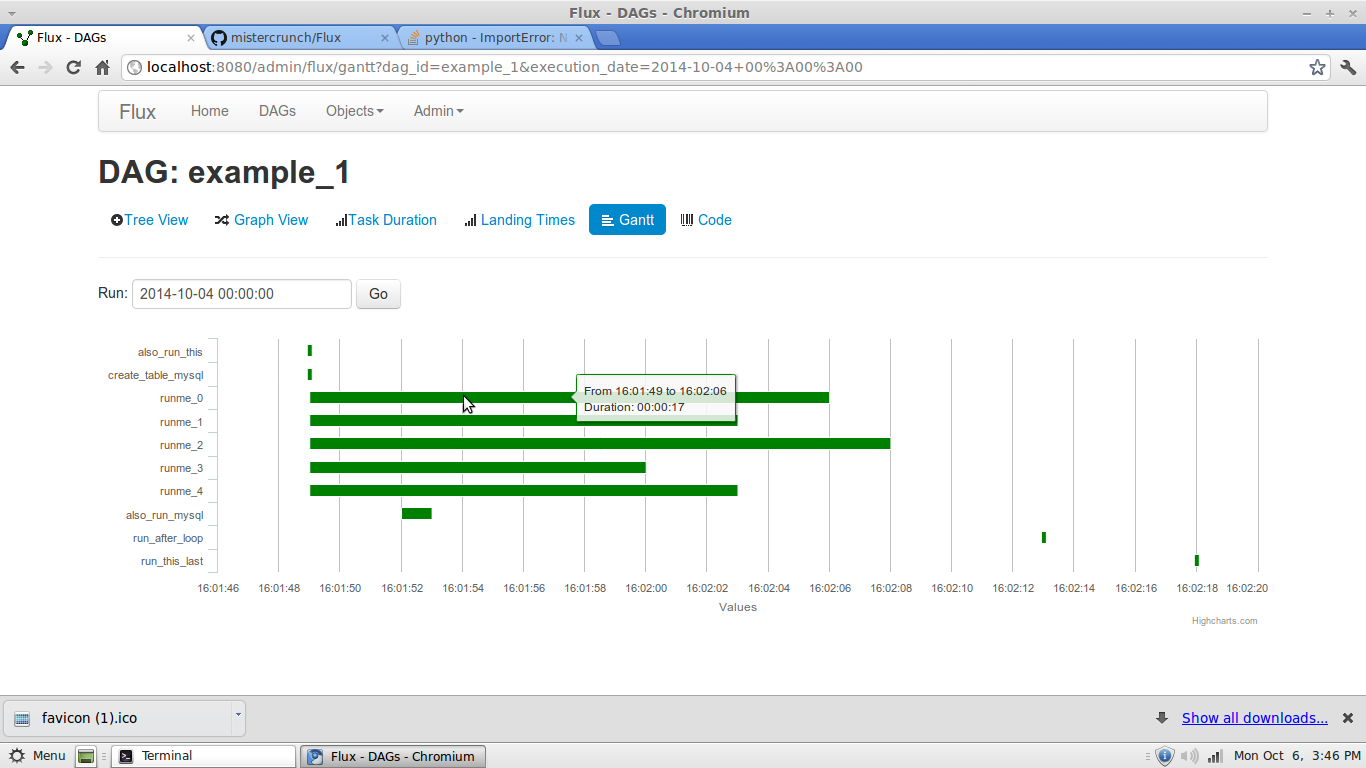 Flux - DAGs - Chromium
Flux - DAGs
mistercrunch/Flux
python - ImportError: N
localhost:8080/admin/flux/gantt?dag_id=example_1&execution_date=2014-10-04+00%3A00%3A00
Flux Home DAGs Objects Admin
DAG: example_1
Tree View Graph View Task Duration Landing Times Gantt Code
Run: 2014-10-04 00:00:00 Go
also_run_this
create_table_mysql
runme_0
runme_1
runme_2
runme_3
runme_4
also_run_mysql
run_after_loop
run_this_last
From 16:01:49 to 16:02:06
Duration: 00:00:17
16:01:46 16:01:48 16:01:50 16:01:52 16:01:54 16:01:56 16:01:58 16:02:00 16:02:02 16:02:04 16:02:06 16:02:08 16:02:10 16:02:12 16:02:14 16:02:16 16:02:18 16:02:20
Values
Highcharts.com
favicon (1).ico
Show all downloads...
Menu Terminal Flux - DAGs - Chromium Mon Oct 6, 3:46 PM